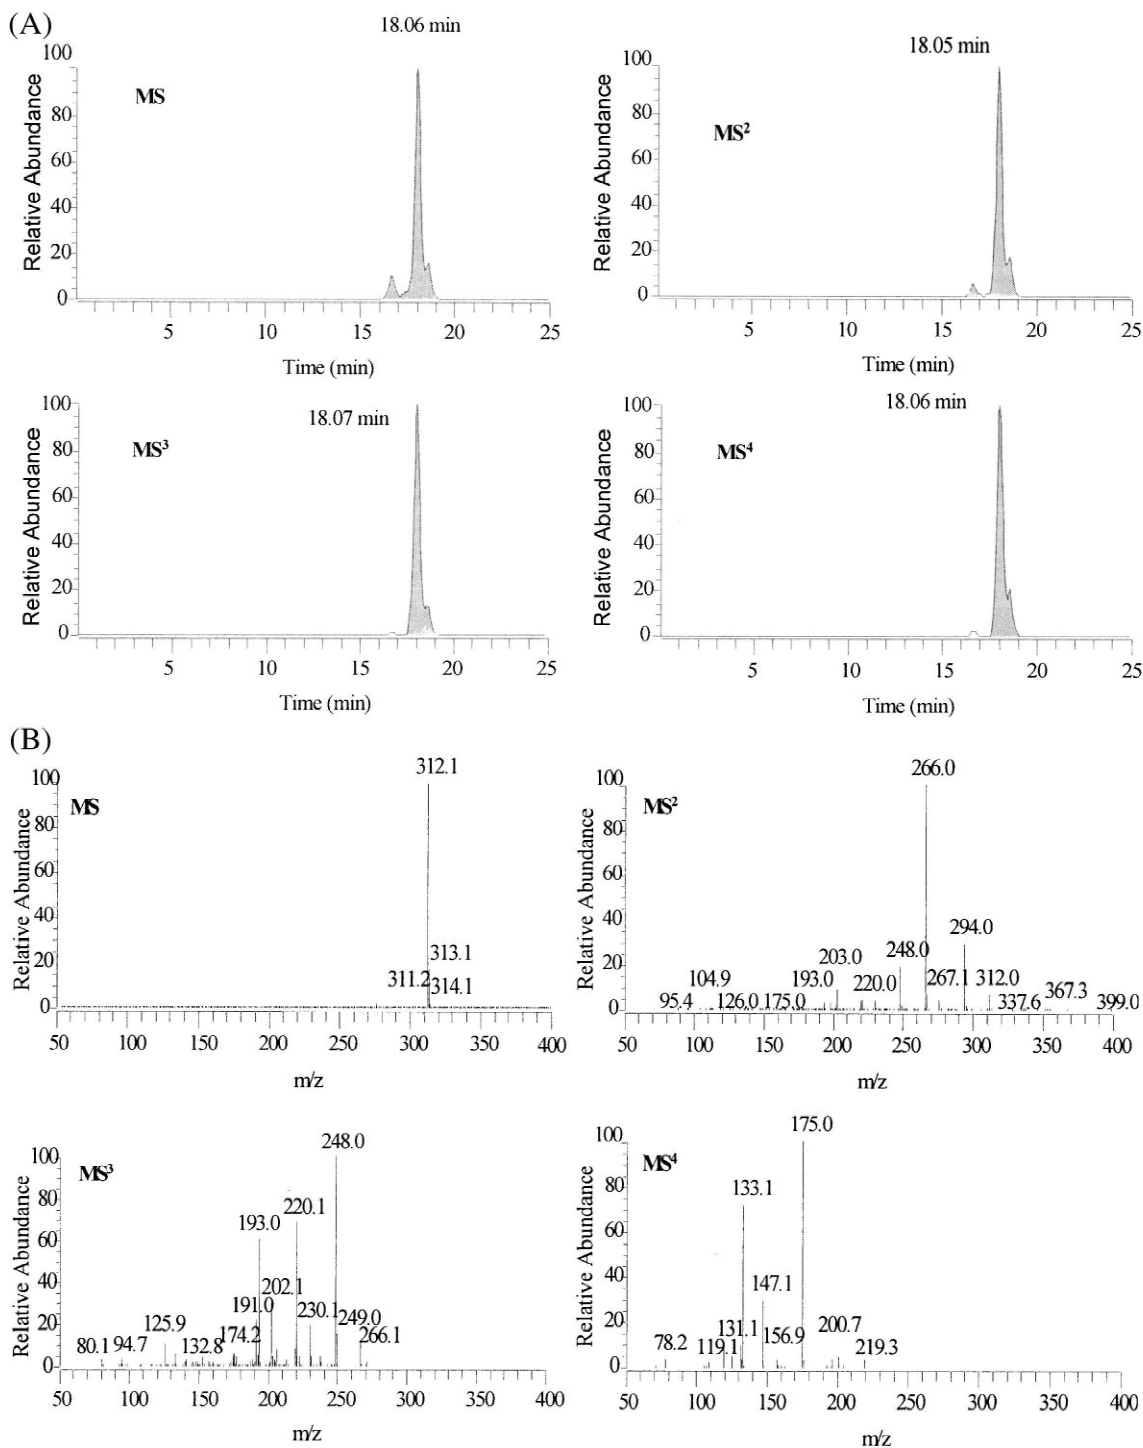 (A)
18.06 min
MS
Relative Abundance
100
80
60
40
20
0
5 10 15 20 25
Time (min)
18.05 min
MS²
Relative Abundance
100
80
60
40
20
0
5 10 15 20 25
Time (min)
18.07 min
MS³
Relative Abundance
100
80
60
40
20
0
5 10 15 20 25
Time (min)
18.06 min
MS⁴
Relative Abundance
100
80
60
40
20
0
5 10 15 20 25
Time (min)
(B)
MS
312.1
313.1
311.2
314.1
Relative Abundance
100
80
60
40
20
0
50 100 150 200 250 300 350 400
m/z
MS²
266.0
294.0
248.0
203.0
193.0
220.0
267.1
312.0
104.9
95.4
126.0
175.0
337.6
367.3
399.0
Relative Abundance
100
80
60
40
20
0
50 100 150 200 250 300 350 400
m/z
MS³
248.0
220.1
193.0
202.1
191.0
230.1
249.0
266.1
174.2
125.9
132.8
80.1
94.7
Relative Abundance
100
80
60
40
20
0
50 100 150 200 250 300 350 400
m/z
MS⁴
175.0
133.1
147.1
131.1
156.9
200.7
219.3
78.2
119.1
Relative Abundance
100
80
60
40
20
0
50 100 150 200 250 300 350 400
m/z